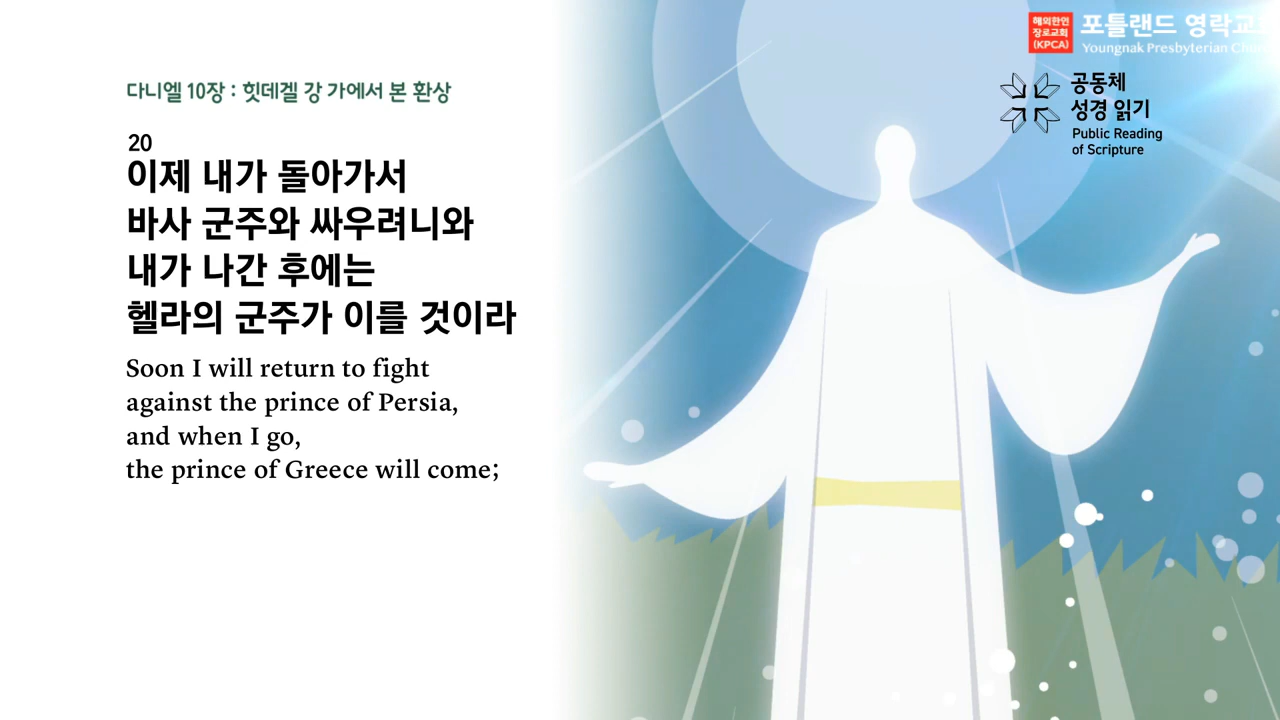 해외한인
장로교회
(KPCA)
포틀랜드 영락교회
Youngnak Presbyterian Church
다니엘 10장 : 힛데겔 강 가에서 본 환상
공동체
성경 읽기
Public Reading
of Scripture
20
이제 내가 돌아가서
바사 군주와 싸우려니와
내가 나간 후에는
헬라의 군주가 이를 것이라
Soon I will return to fight
against the prince of Persia,
and when I go,
the prince of Greece will come;